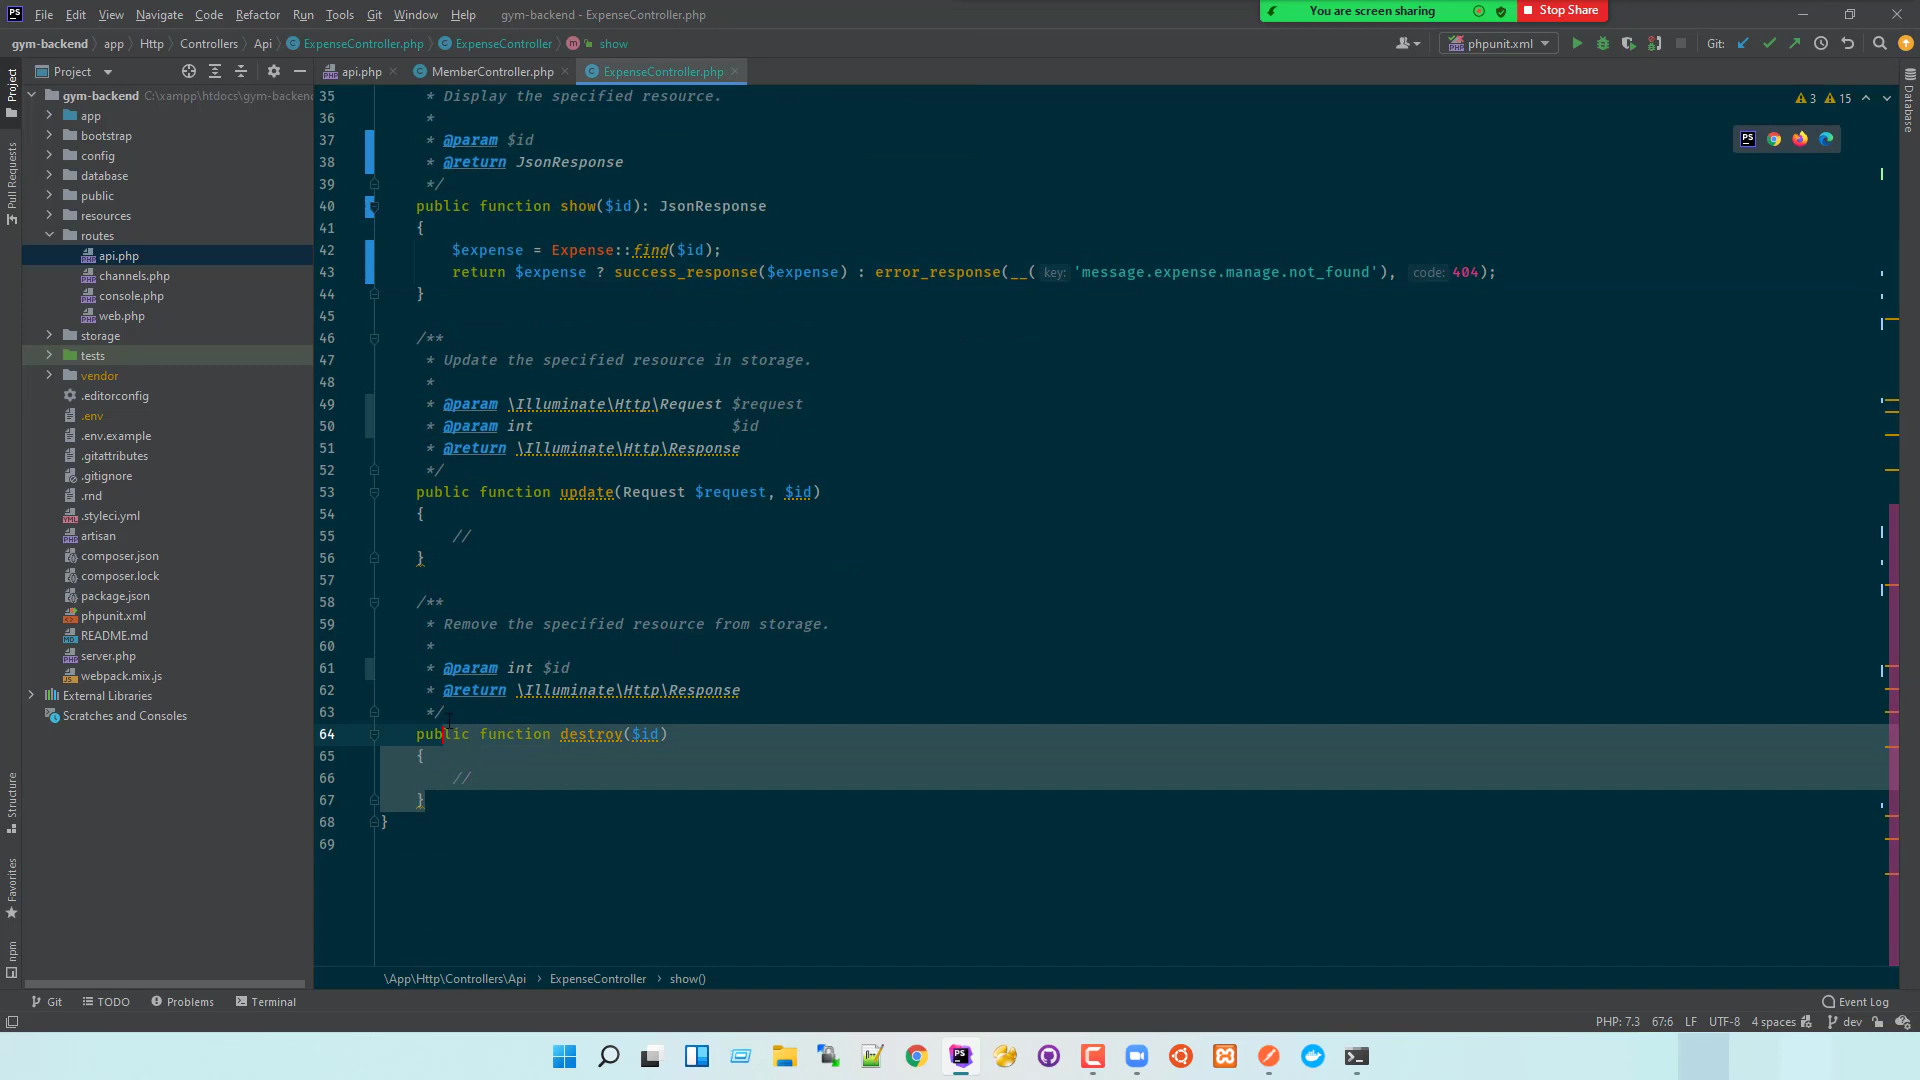 PS File Edit View Navigate Code Refactor Run Tools Git Window Help gym-backend - ExpenseController.php
You are screen sharing Stop Share
gym-backend app Http Controllers Api ExpenseController.php ExpenseController m show
phpunit.xml Git:
Project
api.php MemberController.php ExpenseController.php
Project
Pull Requests
Structure
Favorites
npm
Database
gym-backend C:\xampp\htdocs\gym-backend
app
bootstrap
config
database
public
resources
routes
api.php
channels.php
console.php
web.php
storage
tests
vendor
.editorconfig
.env
.env.example
.gitattributes
.gitignore
.rnd
.styleci.yml
artisan
composer.json
composer.lock
package.json
phpunit.xml
README.md
server.php
webpack.mix.js
External Libraries
Scratches and Consoles
3 15
35 * Display the specified resource.
36 *
37 * @param $id
38 * @return JsonResponse
39 */
40 public function show($id): JsonResponse
41 {
42 $expense = Expense::find($id);
43 return $expense ? success_response($expense) : error_response(__( key: 'message.expense.manage.not_found'), code: 404);
44 }
45
46 /**
47 * Update the specified resource in storage.
48 *
49 * @param \Illuminate\Http\Request $request
50 * @param int $id
51 * @return \Illuminate\Http\Response
52 */
53 public function update(Request $request, $id)
54 {
55 //
56 }
57
58 /**
59 * Remove the specified resource from storage.
60 *
61 * @param int $id
62 * @return \Illuminate\Http\Response
63 */
64 public function destroy($id)
65 {
66 //
67 }
68 }
69
\App\Http\Controllers\Api ExpenseController show()
Git TODO Problems Terminal Event Log
PHP: 7.3 67:6 LF UTF-8 4 spaces dev